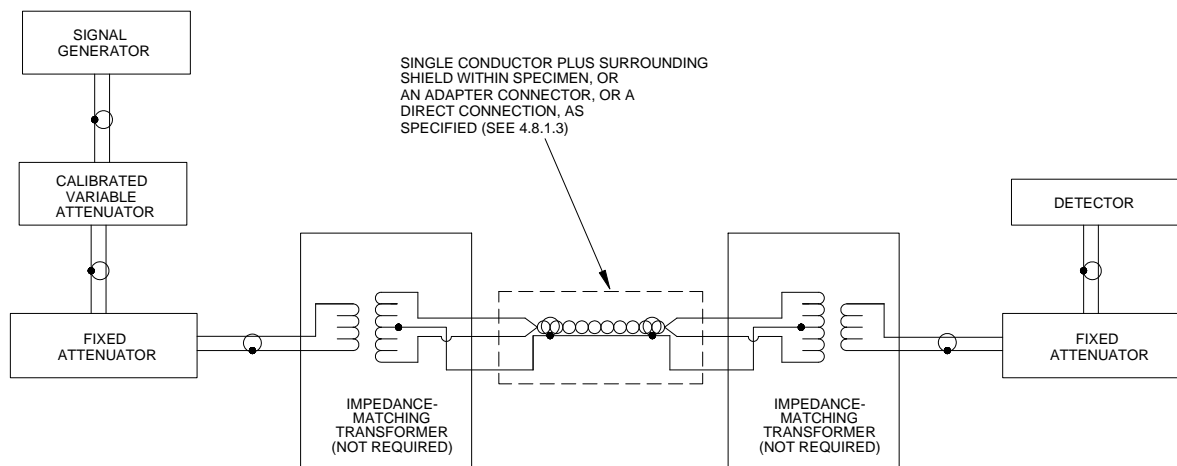 SIGNAL
GENERATOR
SINGLE CONDUCTOR PLUS SURROUNDING
SHIELD WITHIN SPECIMEN, OR
AN ADAPTER CONNECTOR, OR A
DIRECT CONNECTION, AS
SPECIFIED (SEE 4.8.1.3)
CALIBRATED
VARIABLE
ATTENUATOR
DETECTOR
FIXED
ATTENUATOR
FIXED
ATTENUATOR
IMPEDANCE-
MATCHING
TRANSFORMER
(NOT REQUIRED)
IMPEDANCE-
MATCHING
TRANSFORMER
(NOT REQUIRED)